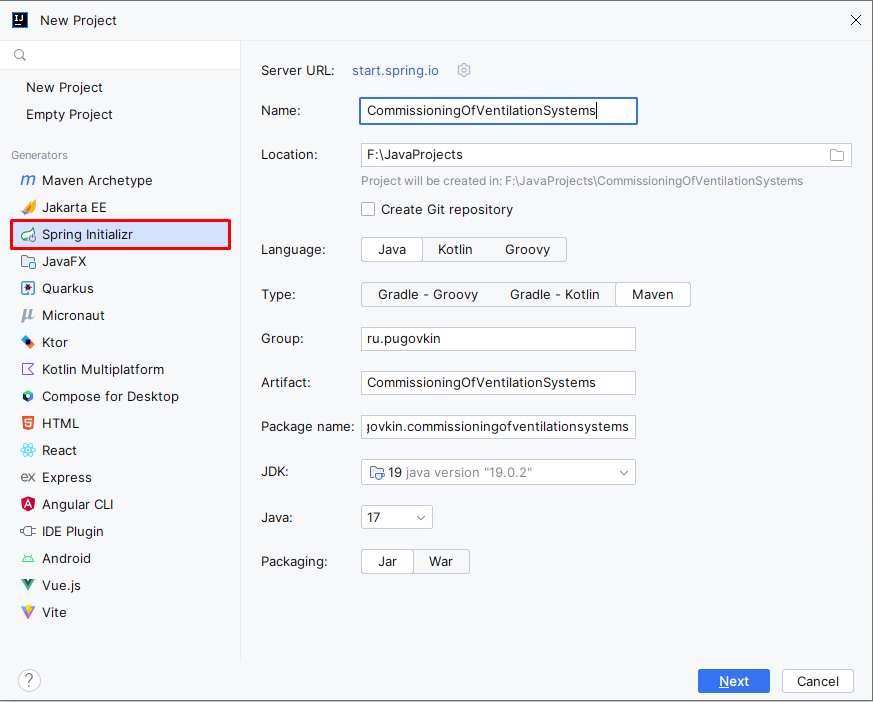 New Project
New Project
Empty Project
Generators
Maven Archetype
Jakarta EE
Spring Initializr
JavaFX
Quarkus
Micronaut
Ktor
Kotlin Multiplatform
Compose for Desktop
HTML
React
ex Express
Angular CLI
IDE Plugin
Android
Vue.js
Vite
Server URL: start.spring.io
Name: CommissioningOfVentilationSystems
Location: F:\JavaProjects
Project will be created in: F:\JavaProjects\CommissioningOfVentilationSystems
Create Git repository
Language: Java Kotlin Groovy
Type: Gradle - Groovy Gradle - Kotlin Maven
Group: ru.pugovkin
Artifact: CommissioningOfVentilationSystems
Package name: govkin.commissioningofventilationsystems
JDK: 19 java version "19.0.2"
Java: 17
Packaging: Jar War
? Next Cancel